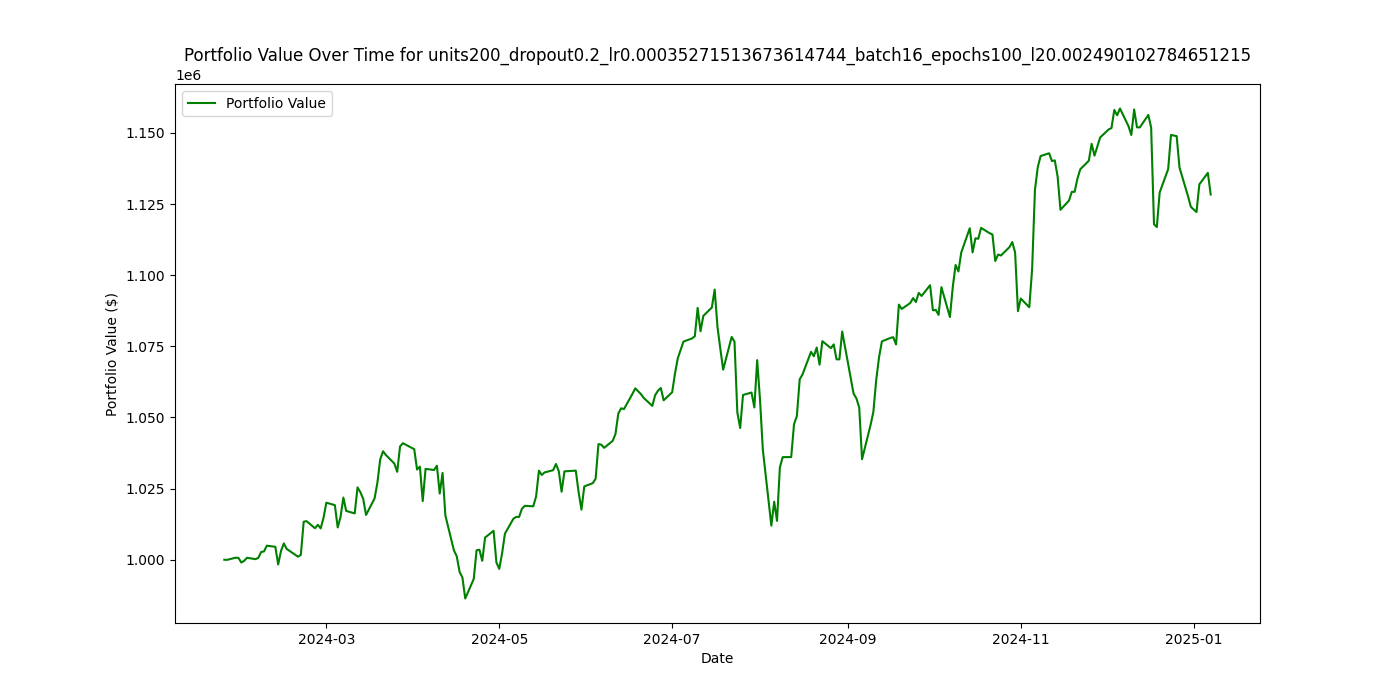 Portfolio Value Over Time for units200_dropout0.2_lr0.00035271513673614744_batch16_epochs100_l20.002490102784651215
1e6
Portfolio Value
1.150
1.125
1.100
1.075
1.050
1.025
1.000
Portfolio Value ($)
2024-03 2024-05 2024-07 2024-09 2024-11 2025-01
Date